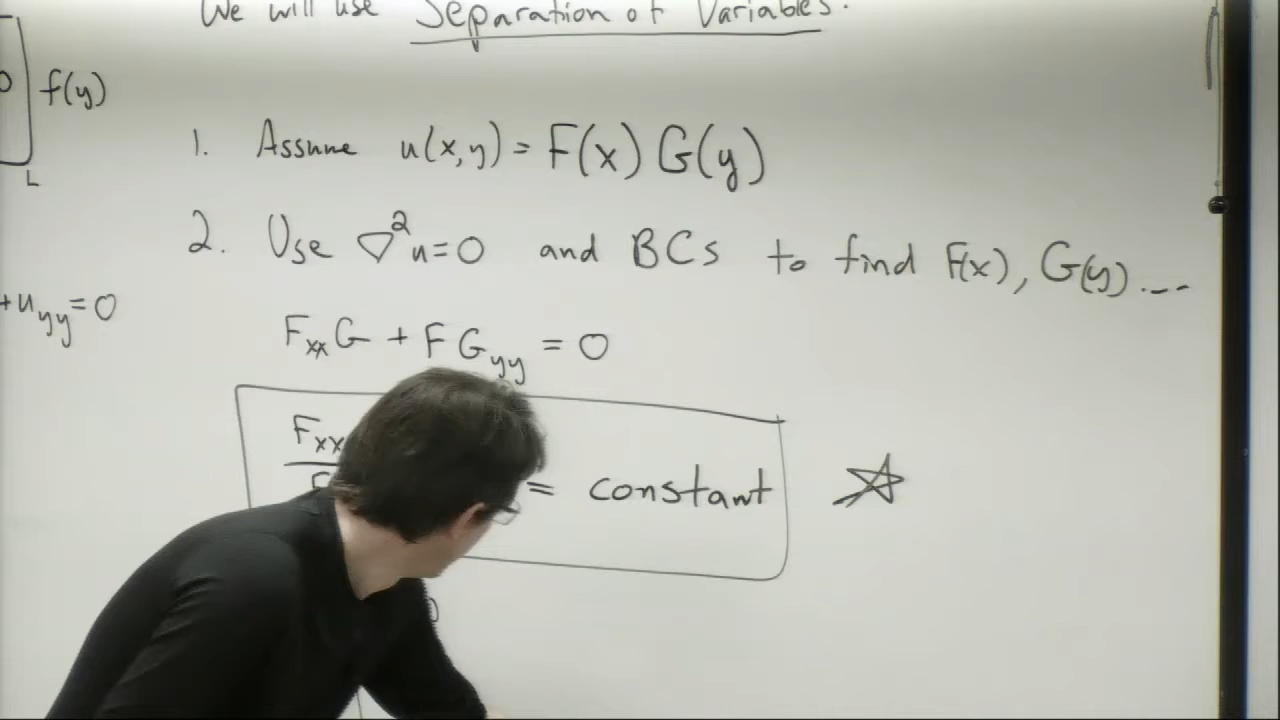 We will use Separation of Variables.
0 f(y)
L
1. Assume u(x,y) = F(x) G(y)
2. Use ∇²u=0 and BCs to find F(x), G(y)...
+u_yy=0
F_xx G + F G_yy = 0
F_xx
= constant ☆